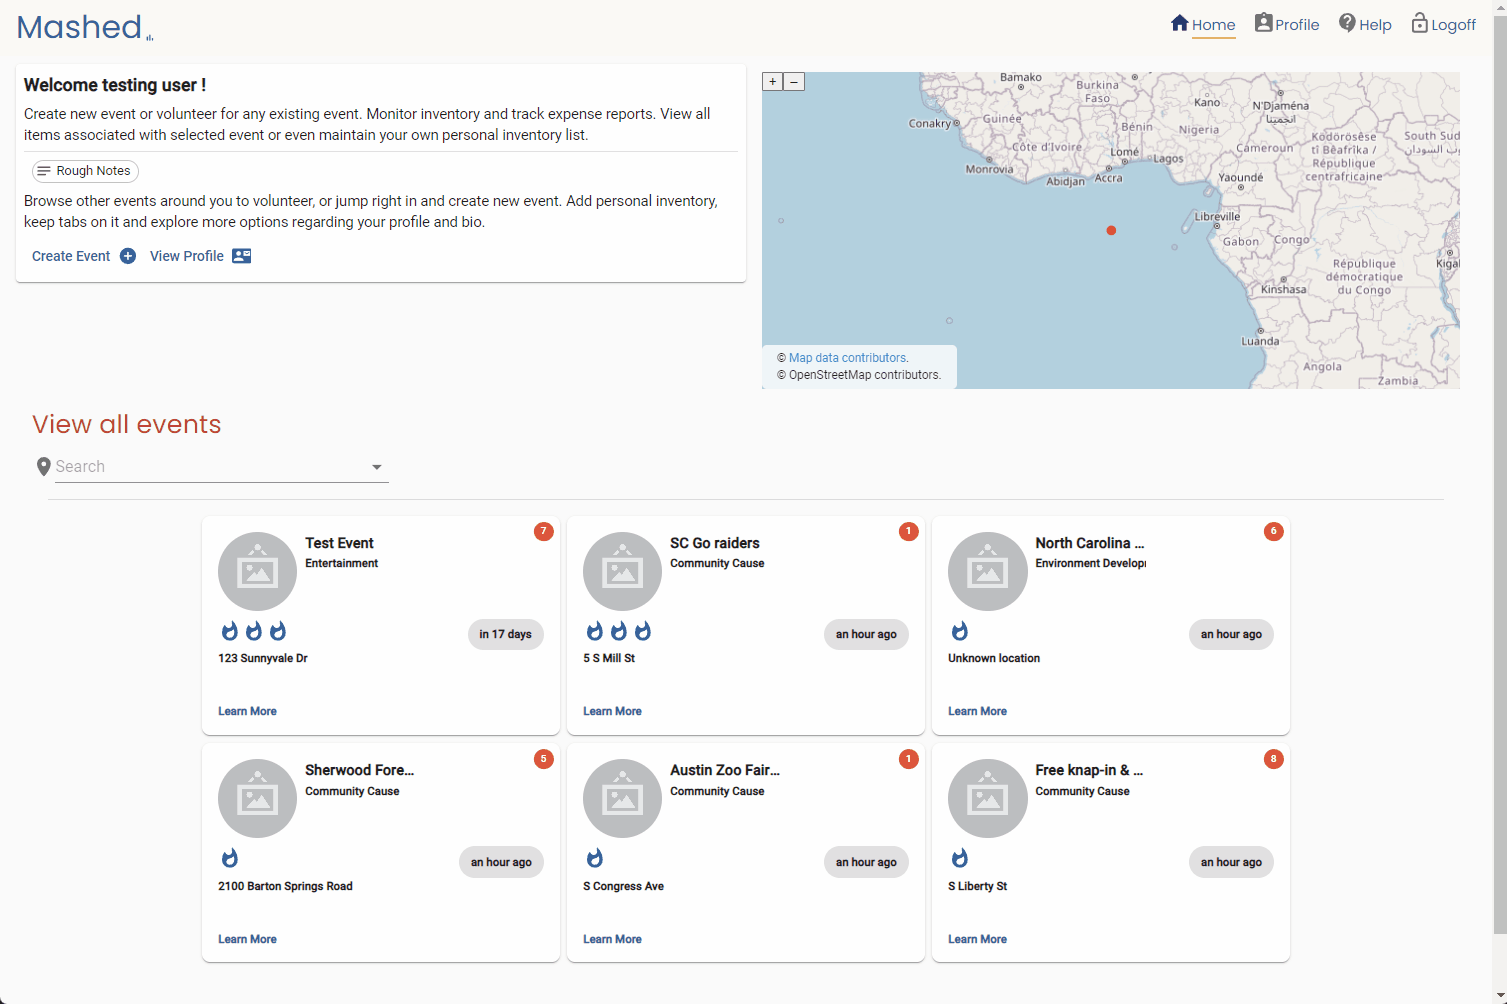 Mashed
Home
Profile
Help
Logoff
Welcome testing user !
Create new event or volunteer for any existing event. Monitor inventory and track expense reports. View all
items associated with selected event or even maintain your own personal inventory list.
Rough Notes
Browse other events around you to volunteer, or jump right in and create new event. Add personal inventory,
keep tabs on it and explore more options regarding your profile and bio.
Create Event
View Profile
+ –
Bamako
Burkina
Faso
Kano
N'Djaména
انجمينا
Conakry
Guinée
Bénin
Nigeria
Ködörösêse
tî Bêafrîka /
République
centrafricaine
South Sud
Côte d'Ivoire
Lomé
Lagos
Cameroun
Monrovia
Abidjan
Accra
Yaoundé
Libreville
Gabon
Congo
République
démocratique
du Congo
Kigal
Kinshasa
Luanda
Angola
Zambia
© Map data contributors.
© OpenStreetMap contributors.
View all events
Search
Test Event
7
Entertainment
in 17 days
123 Sunnyvale Dr
Learn More
SC Go raiders
1
Community Cause
an hour ago
5 S Mill St
Learn More
North Carolina ...
6
Environment Develop
an hour ago
Unknown location
Learn More
Sherwood Fore...
5
Community Cause
an hour ago
2100 Barton Springs Road
Learn More
Austin Zoo Fair...
1
Community Cause
an hour ago
S Congress Ave
Learn More
Free knap-in & ...
8
Community Cause
an hour ago
S Liberty St
Learn More